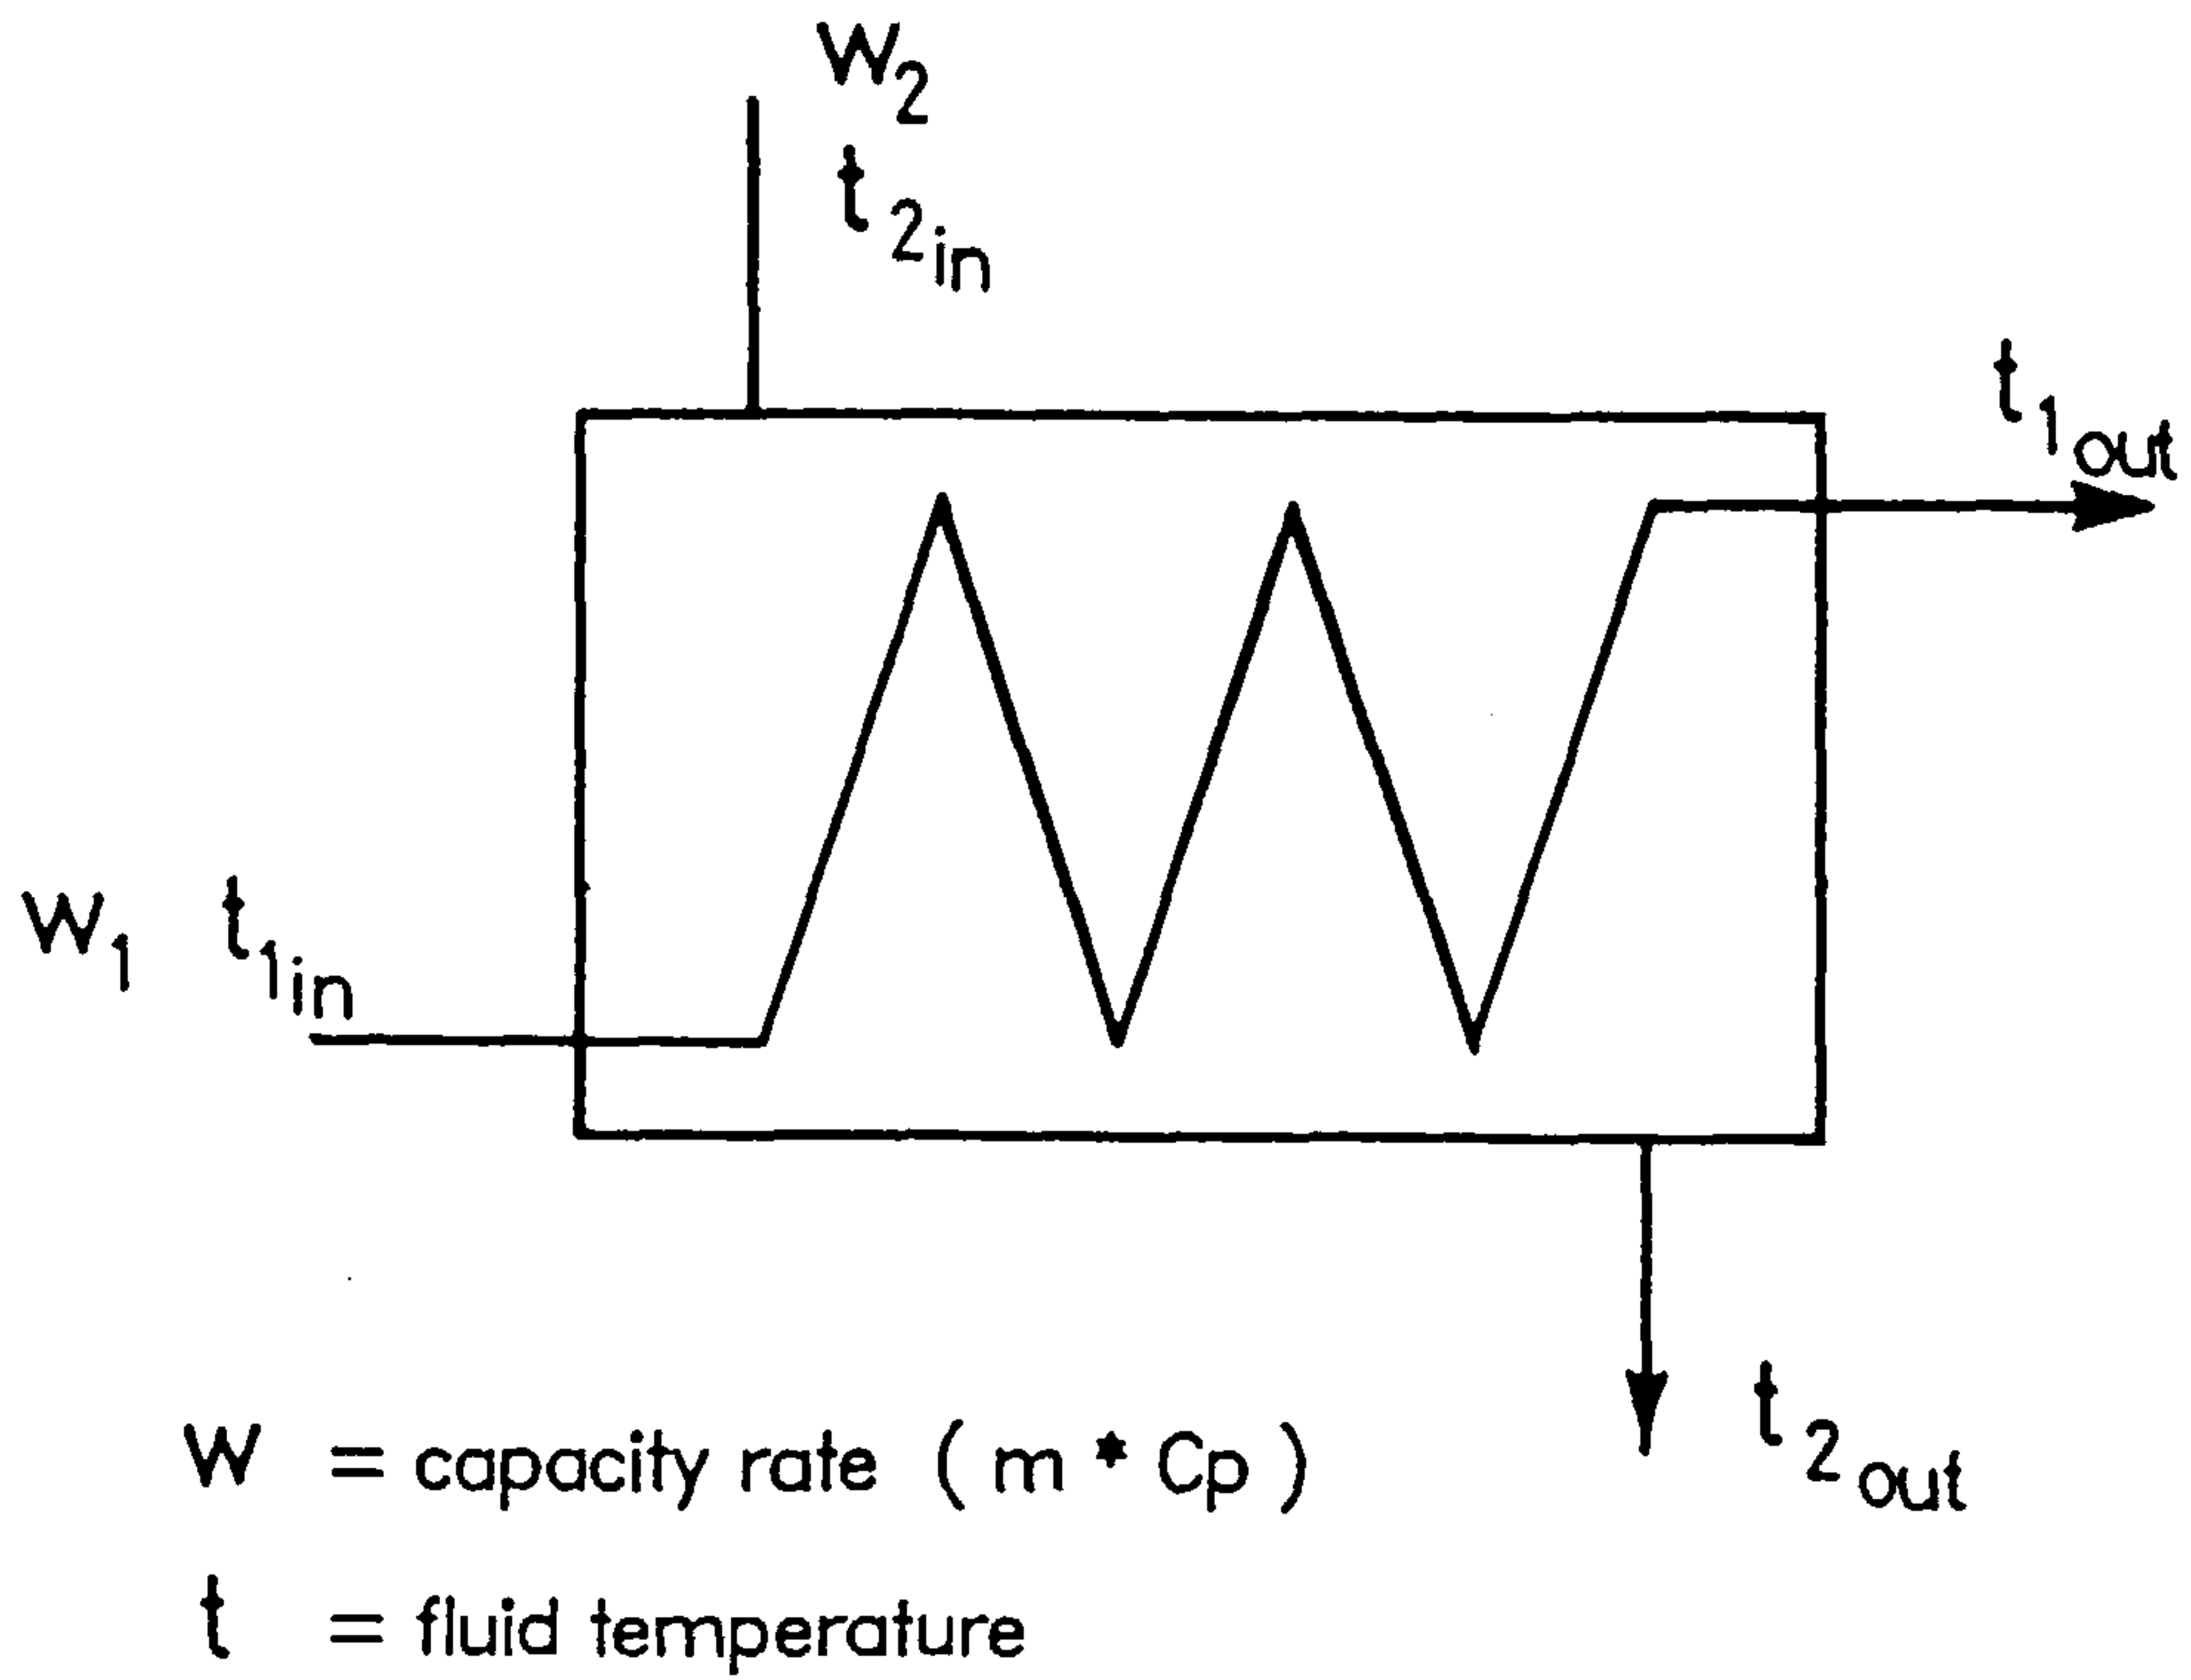 W2
t2in
t1out
W1 t1in
t2out
W = capacity rate ( m * Cp )
t = fluid temperature